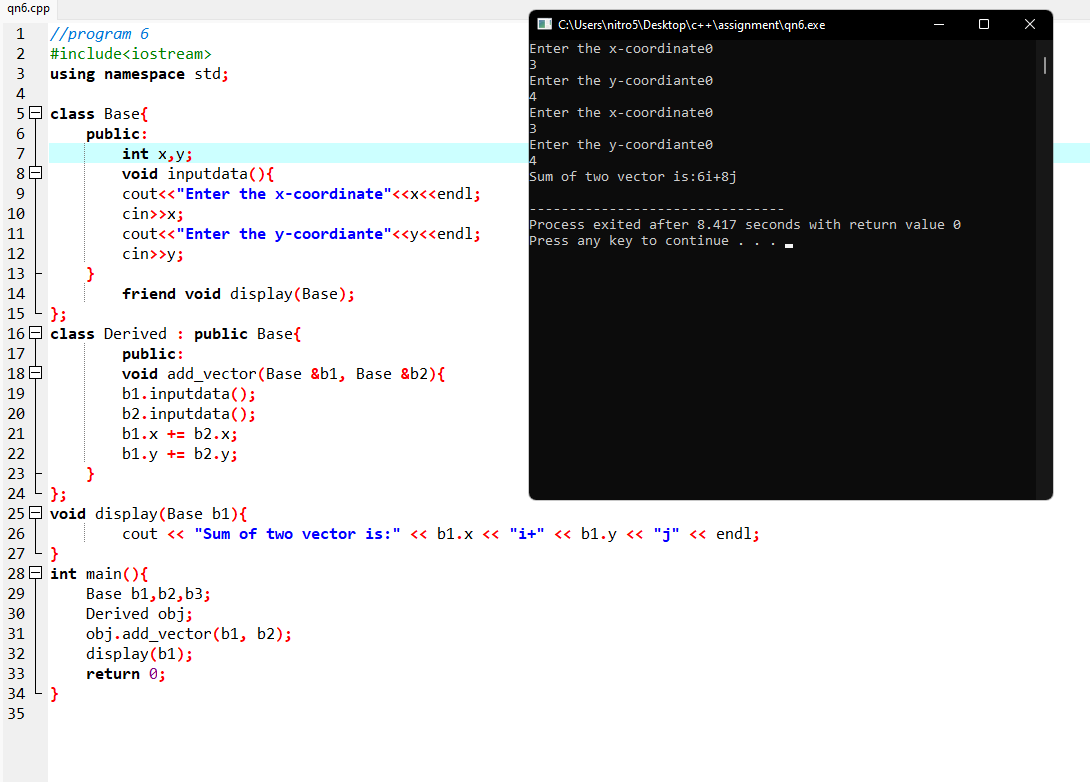 qn6.cpp
1 //program 6
2 #include<iostream>
3 using namespace std;
4
5 class Base{
6 public:
7 int x,y;
8 void inputdata(){
9 cout<<"Enter the x-coordinate"<<x<<endl;
10 cin>>x;
11 cout<<"Enter the y-coordiante"<<y<<endl;
12 cin>>y;
13 }
14 friend void display(Base);
15 };
16 class Derived : public Base{
17 public:
18 void add_vector(Base &b1, Base &b2){
19 b1.inputdata();
20 b2.inputdata();
21 b1.x += b2.x;
22 b1.y += b2.y;
23 }
24 };
25 void display(Base b1){
26 cout << "Sum of two vector is:" << b1.x << "i+" << b1.y << "j" << endl;
27 }
28 int main(){
29 Base b1,b2,b3;
30 Derived obj;
31 obj.add_vector(b1, b2);
32 display(b1);
33 return 0;
34 }
35
C:\Users\nitro5\Desktop\c++\assignment\qn6.exe
Enter the x-coordinate0
3
Enter the y-coordiante0
4
Enter the x-coordinate0
3
Enter the y-coordiante0
4
Sum of two vector is:6i+8j
--------------------------------
Process exited after 8.417 seconds with return value 0
Press any key to continue . . .